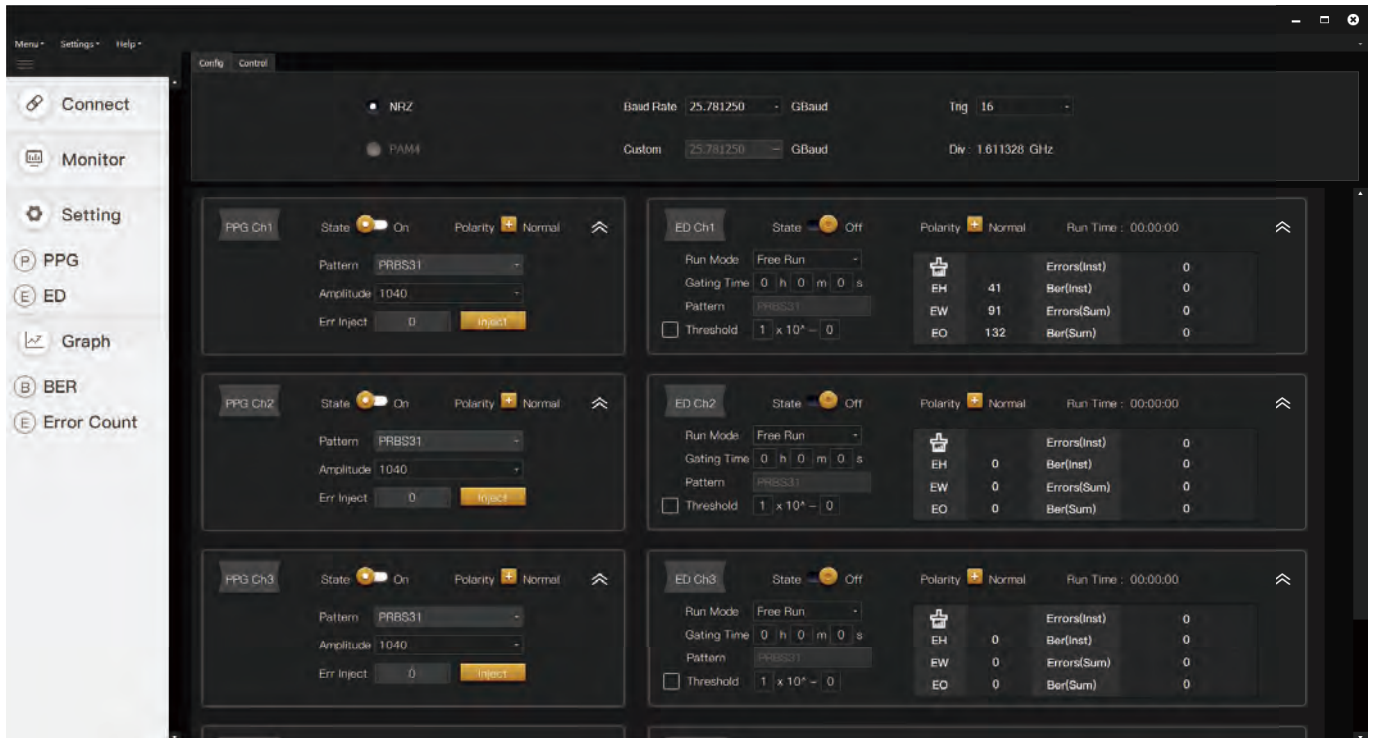 Menu Settings Help
Config Control
Connect
Monitor
Setting
P PPG
E ED
Graph
B BER
E Error Count
NRZ Baud Rate 25.781250 GBaud Trig 16
PAM4 Custom 25.781250 GBaud Div : 1.611328 GHz
PPG Ch1 State On Polarity + Normal
Pattern PRBS31
Amplitude 1040
Err Inject 0 Inject
ED Ch1 State Off Polarity + Normal Run Time : 00:00:00
Run Mode Free Run
Gating Time 0 h 0 m 0 s
Pattern PRBS31
Threshold 1 x 10^ - 0
Errors(Inst) 0
EH 41 Ber(Inst) 0
EW 91 Errors(Sum) 0
EO 132 Ber(Sum) 0
PPG Ch2 State On Polarity + Normal
Pattern PRBS31
Amplitude 1040
Err Inject 0 Inject
ED Ch2 State Off Polarity + Normal Run Time : 00:00:00
Run Mode Free Run
Gating Time 0 h 0 m 0 s
Pattern PRBS31
Threshold 1 x 10^ - 0
Errors(Inst) 0
EH 0 Ber(Inst) 0
EW 0 Errors(Sum) 0
EO 0 Ber(Sum) 0
PPG Ch3 State On Polarity + Normal
Pattern PRBS31
Amplitude 1040
Err Inject 0 Inject
ED Ch3 State Off Polarity + Normal Run Time : 00:00:00
Run Mode Free Run
Gating Time 0 h 0 m 0 s
Pattern PRBS31
Threshold 1 x 10^ - 0
Errors(Inst) 0
EH 0 Ber(Inst) 0
EW 0 Errors(Sum) 0
EO 0 Ber(Sum) 0